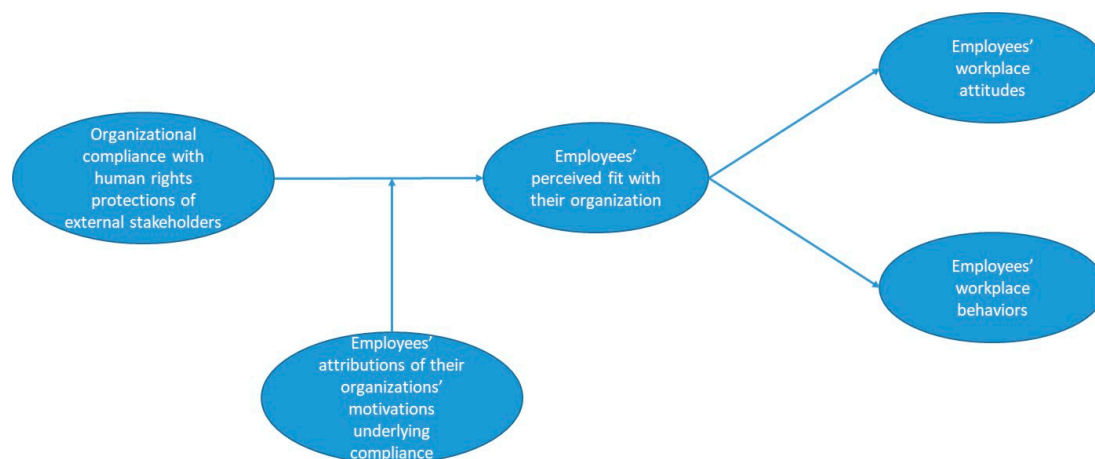 Organizational
compliance with
human rights
protections of
external stakeholders
Employees'
attributions of their
organizations'
motivations
underlying
compliance
Employees'
perceived fit with
their organization
Employees'
workplace
attitudes
Employees'
workplace
behaviors